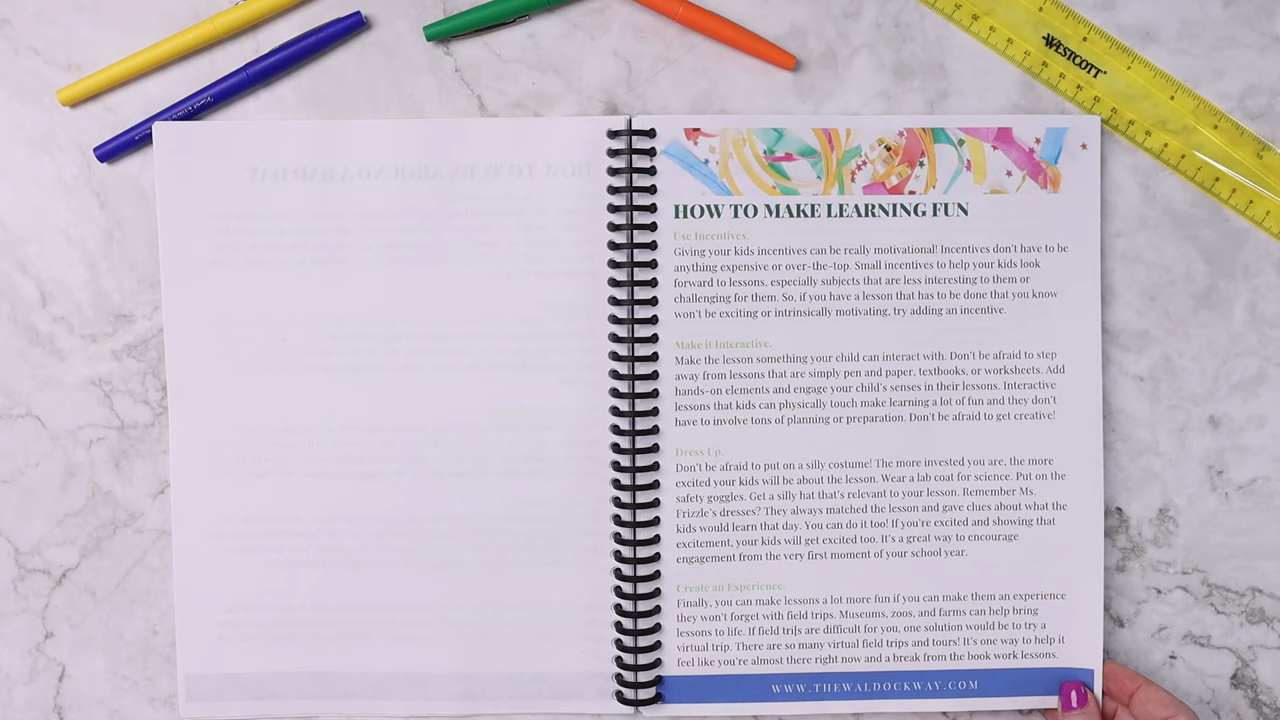 WESTCOTT
HOW TO TURN AROUND A BAD DAY
HOW TO MAKE LEARNING FUN
Use Incentives.
Giving your kids incentives can be really motivational! Incentives don't have to be
anything expensive or over-the-top. Small incentives to help your kids look
forward to lessons, especially subjects that are less interesting to them or
challenging for them. So, if you have a lesson that has to be done that you know
won't be exciting or intrinsically motivating, try adding an incentive.
Make it Interactive.
Make the lesson something your child can interact with. Don't be afraid to step
away from lessons that are simply pen and paper, textbooks, or worksheets. Add
hands-on elements and engage your child's senses in their lessons. Interactive
lessons that kids can physically touch make learning a lot of fun and they don't
have to involve tons of planning or preparation. Don't be afraid to get creative!
Dress Up.
Don't be afraid to put on a silly costume! The more invested you are, the more
excited your kids will be about the lesson. Wear a lab coat for science. Put on the
safety goggles. Get a silly hat that's relevant to your lesson. Remember Ms.
Frizzle's dresses? They always matched the lesson and gave clues about what the
kids would learn that day. You can do it too! If you're excited and showing that
excitement, your kids will get excited too. It's a great way to encourage
engagement from the very first moment of your school year.
Create an Experience.
Finally, you can make lessons a lot more fun if you can make them an experience
they won't forget with field trips. Museums, zoos, and farms can help bring
lessons to life. If field trips are difficult for you, one solution would be to try a
virtual trip. There are so many virtual field trips and tours! It's one way to help it
feel like you're almost there right now and a break from the book work lessons.
WWW.THEWALDOCKWAY.COM